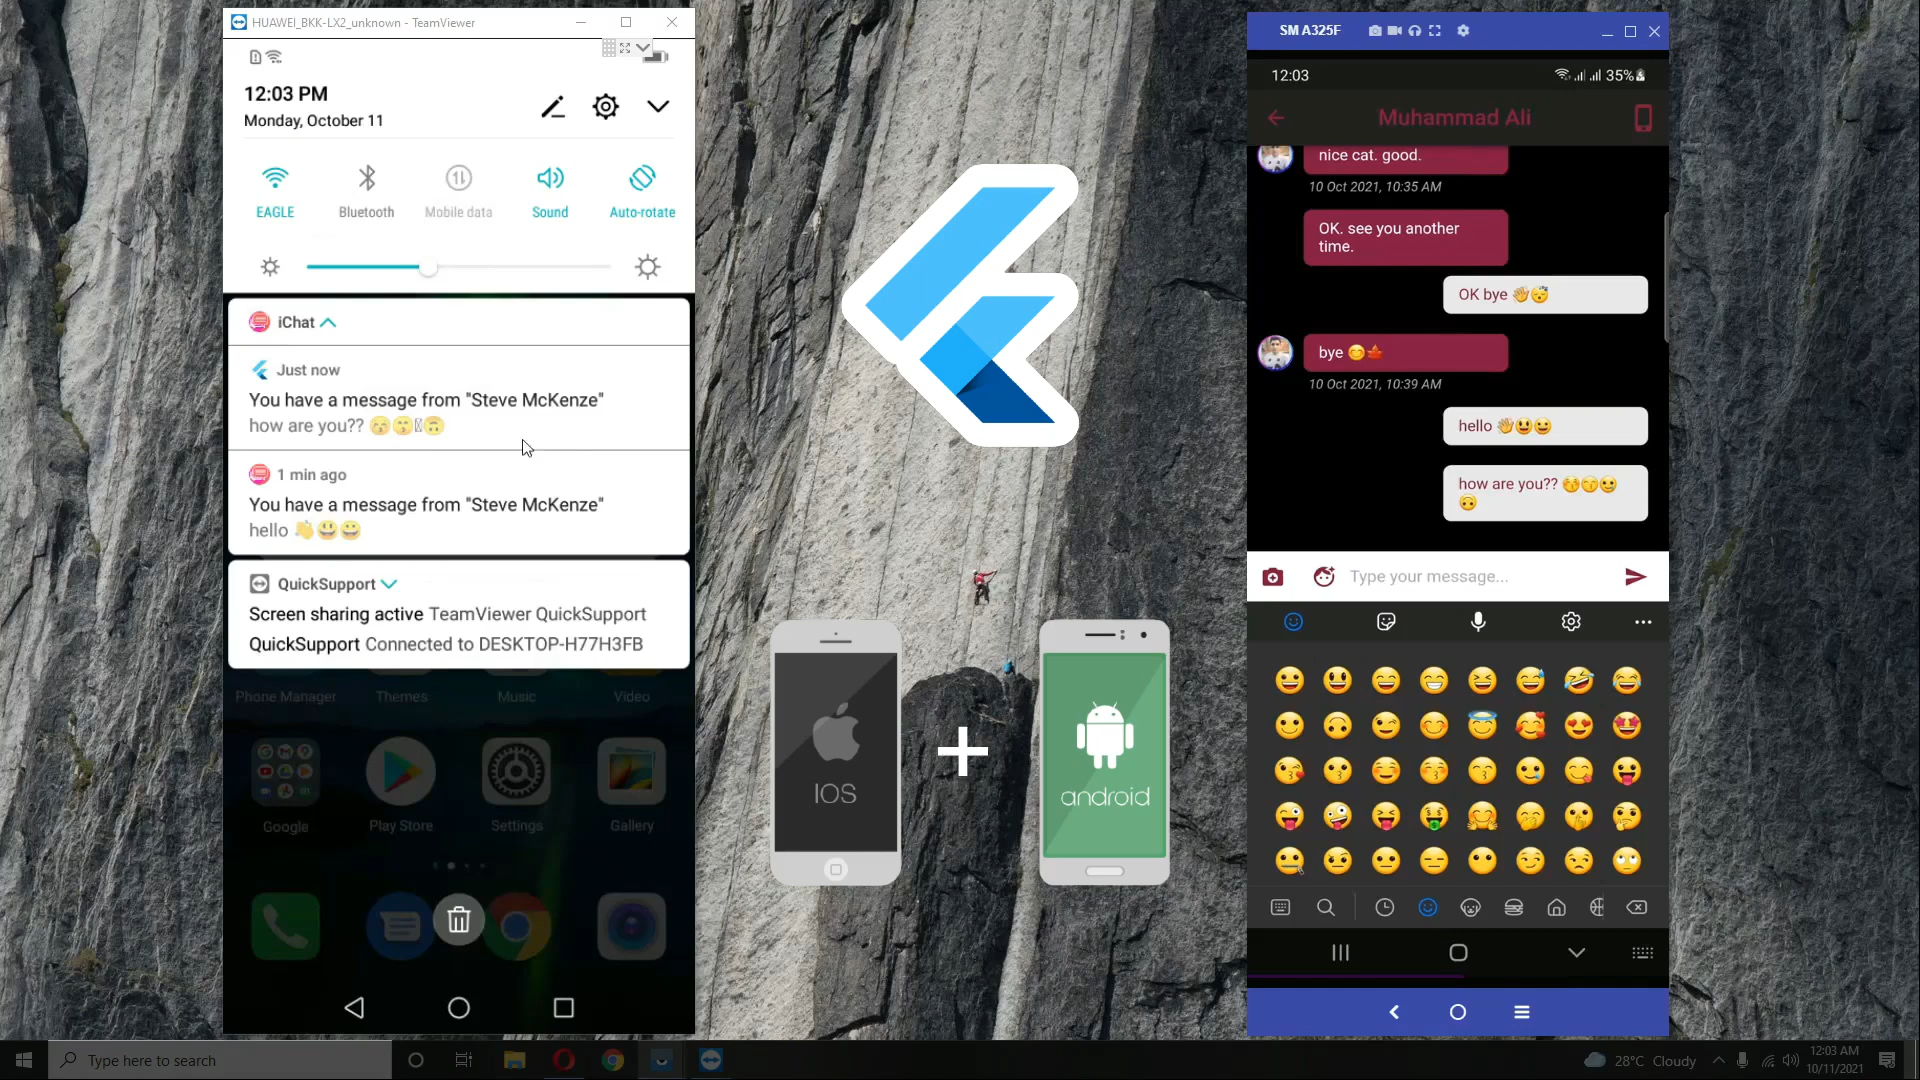 HUAWEI_BKK-LX2_unknown - TeamViewer
12:03 PM
Monday, October 11
EAGLE
Bluetooth
Mobile data
Sound
Auto-rotate
iChat
Just now
You have a message from "Steve McKenze"
how are you?? 😚😙▯🙃
1 min ago
You have a message from "Steve McKenze"
hello 👋😃😀
QuickSupport
Screen sharing active TeamViewer QuickSupport
QuickSupport Connected to DESKTOP-H77H3FB
Phone Manager
Themes
Music
Video
Google
Play Store
Settings
Gallery
IOS
android
SM A325F
12:03
35%
Muhammad Ali
nice cat. good.
10 Oct 2021, 10:35 AM
OK. see you another
time.
OK bye 👋😴
bye 😊🍁
10 Oct 2021, 10:39 AM
hello 👋😃😀
how are you?? 😚😙🥲
🙃
Type your message...
Type here to search
28°C Cloudy
12:03 AM
10/11/2021